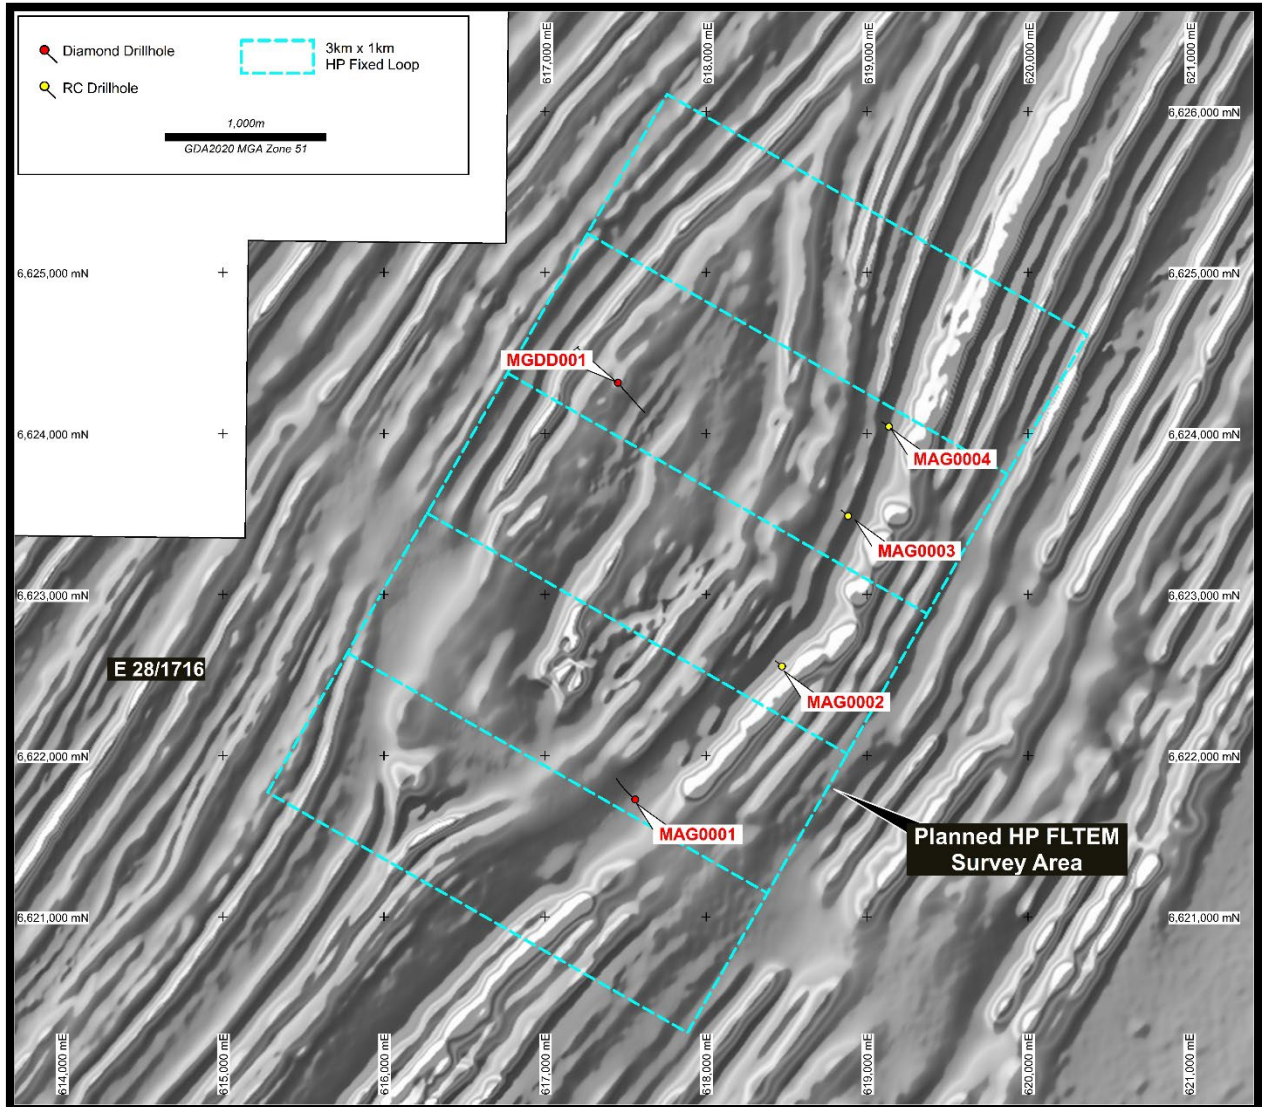 Diamond Drillhole
RC Drillhole
3km x 1km
HP Fixed Loop
1,000m
GDA2020 MGA Zone 51
617,000 mE
618,000 mE
619,000 mE
620,000 mE
621,000 mE
6,626,000 mN
6,625,000 mN
6,625,000 mN
MGDD001
6,624,000 mN
6,624,000 mN
MAG0004
MAG0003
6,623,000 mN
6,623,000 mN
E 28/1716
MAG0002
6,622,000 mN
6,622,000 mN
MAG0001
Planned HP FLTEM
Survey Area
6,621,000 mN
6,621,000 mN
614,000 mE
615,000 mE
616,000 mE
617,000 mE
618,000 mE
619,000 mE
620,000 mE
621,000 mE